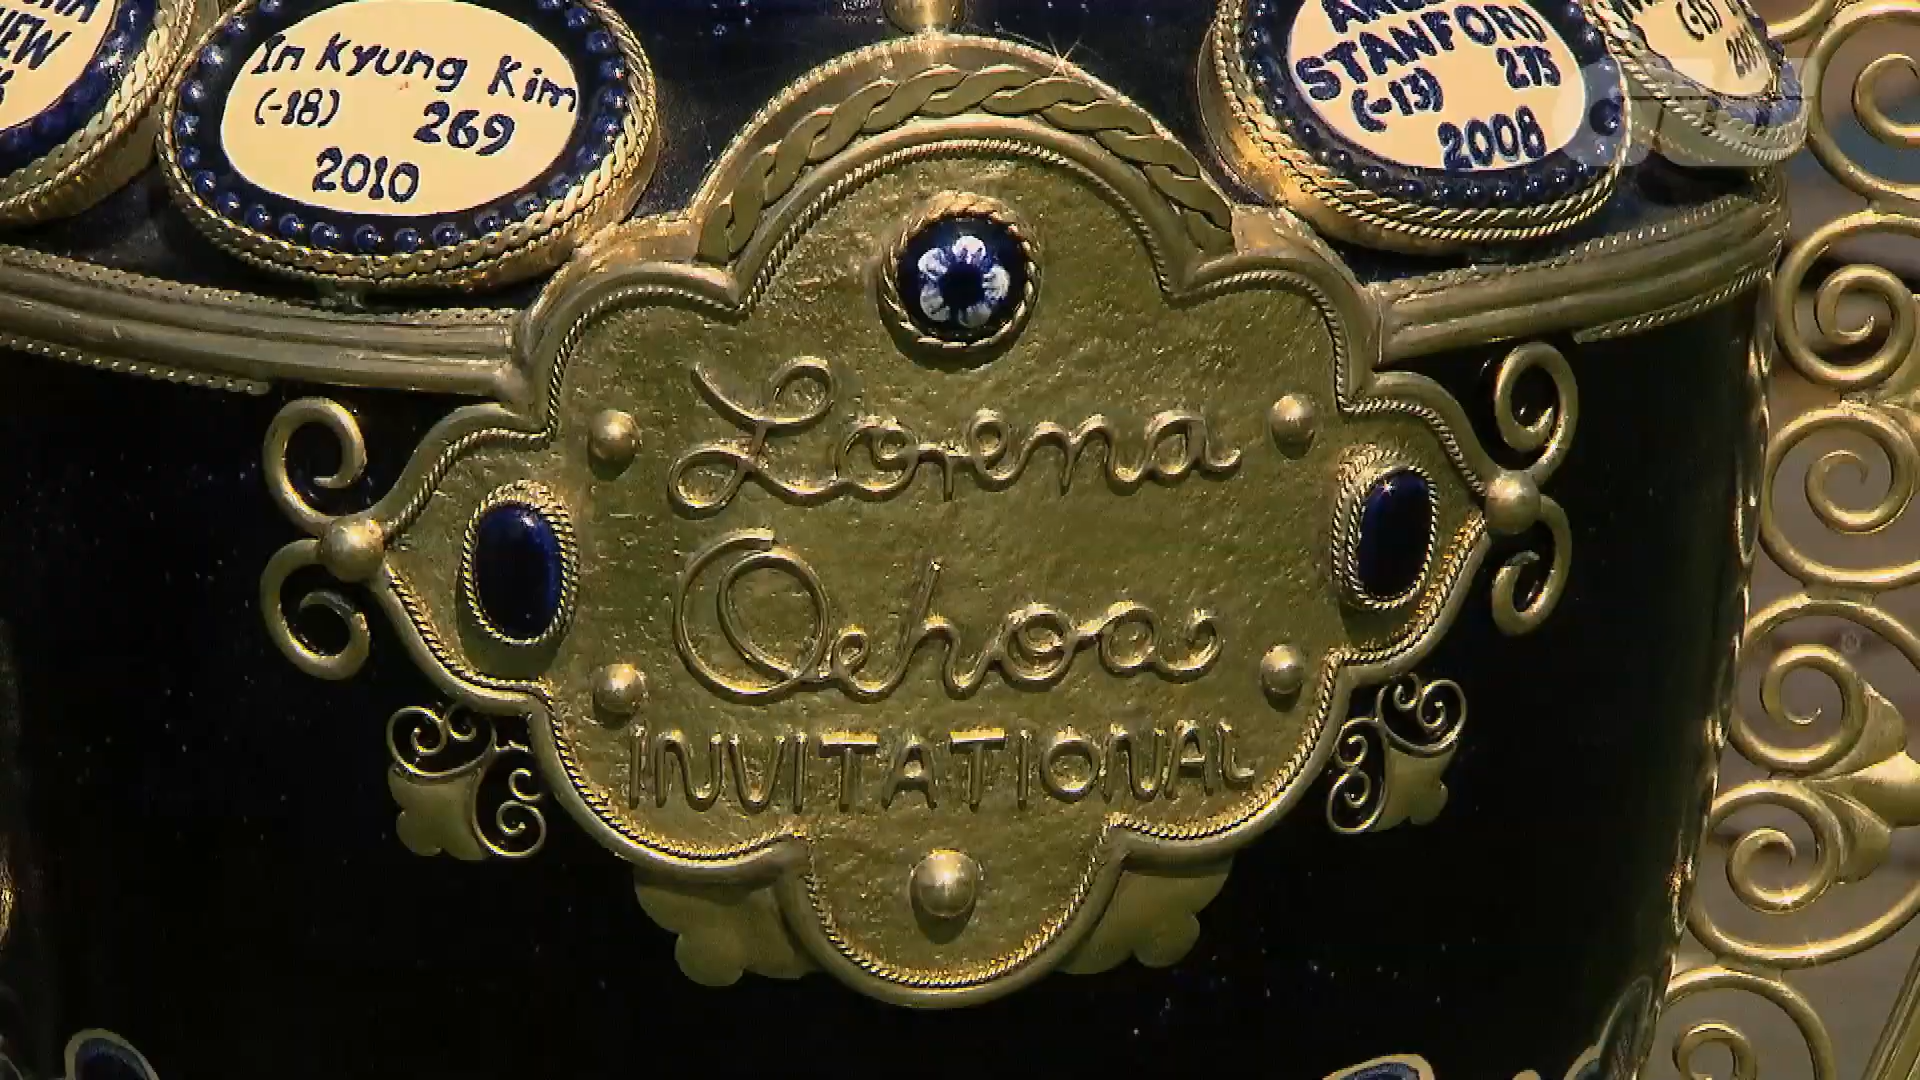 In Kyung Kim
(-18) 269
2010
STANFORD
(-13) 275
2008
Lorena
Ochoa
INVITATIONAL